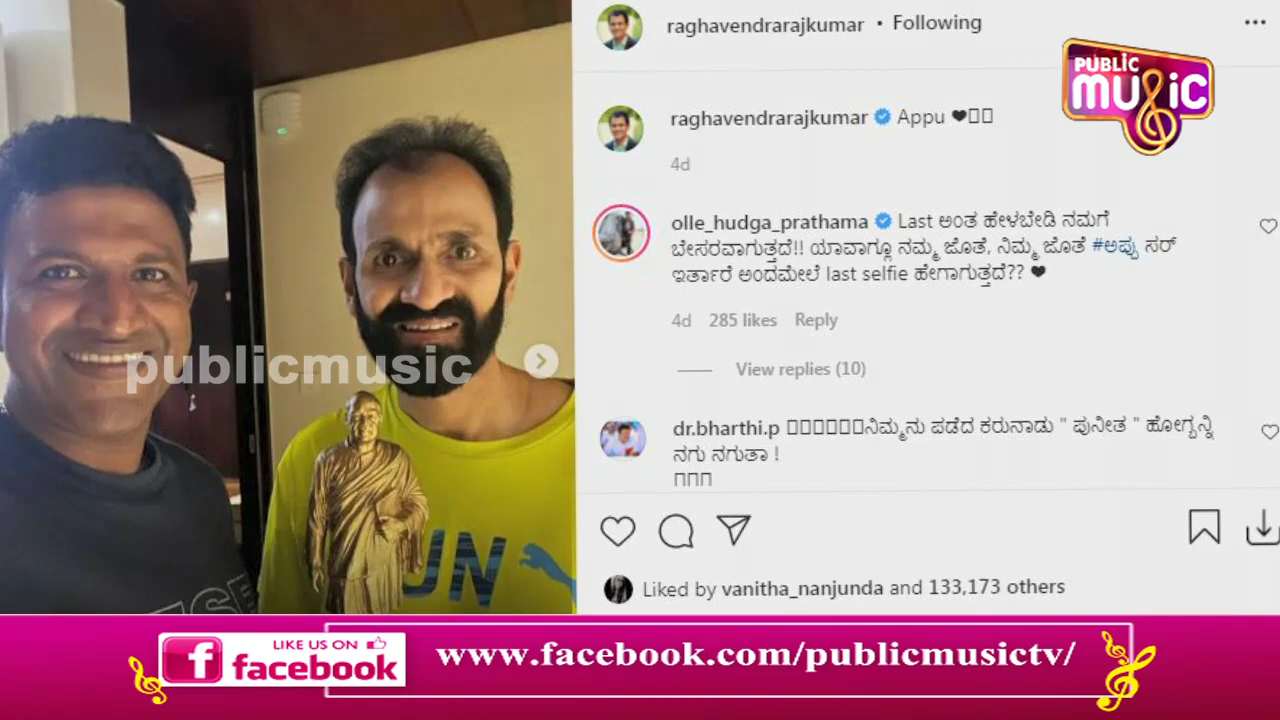 raghavendrarajkumar • Following
PUBLIC
MUSIC
raghavendrarajkumar Appu ❤
4d
olle_hudga_prathama Last ಅಂತ ಹೇಳಬೇಡಿ ನಮಗೆ
ಬೇಸರವಾಗುತ್ತದೆ!! ಯಾವಾಗ್ಲೂ ನಮ್ಮ ಜೊತೆ, ನಿಮ್ಮ ಜೊತೆ #ಅಪ್ಪು ಸರ್
ಇರ್ತಾರೆ ಅಂದಮೇಲೆ last selfie ಹೇಗಾಗುತ್ತದೆ?? ❤
4d 285 likes Reply
View replies (10)
dr.bharthi.p ನಿಮ್ಮನು ಪಡೆದ ಕರುನಾಡು " ಪುನೀತ " ಹೋಗ್ಬನ್ನಿ
ನಗು ನಗುತಾ !
publicmusic
UN
Liked by vanitha_nanjunda and 133,173 others
LIKE US ON
f facebook
www.facebook.com/publicmusictv/